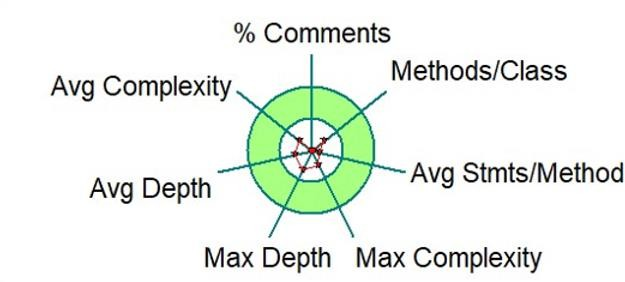 % Comments
Methods/Class
Avg Complexity
Avg Stmts/Method
Avg Depth
Max Depth
Max Complexity